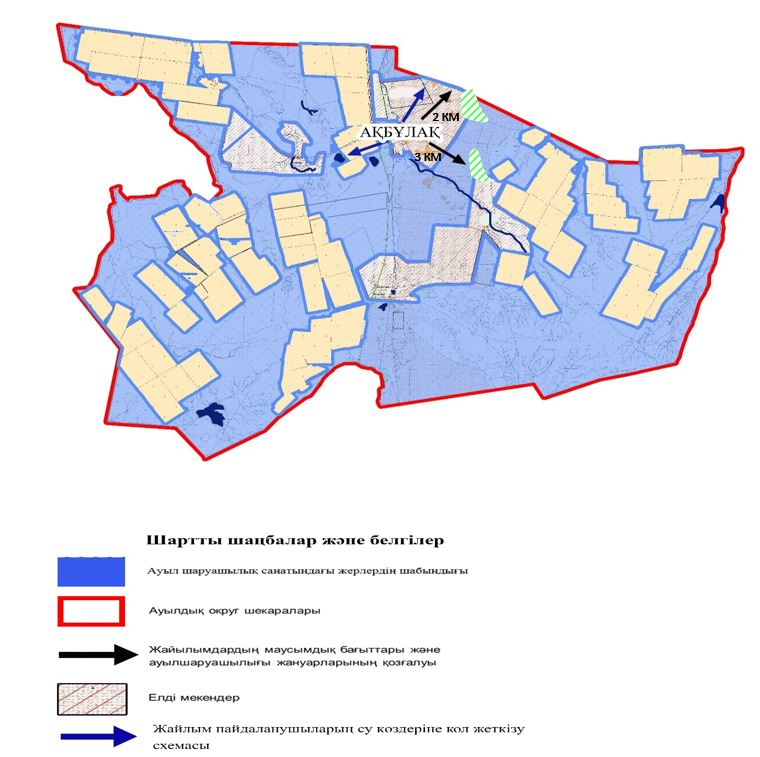 2 КМ
АҚБҰЛАҚ
3 КМ
Шартты шаңбалар және белгілер
Ауыл шаруашылық санатындағы жерлердің шабындығы
Ауылдық округ шекаралары
Жайылымдардың маусымдық бағыттары және
ауылшаруашылығы жануарларының қозғалуы
Елді мекендер
Жайлым пайдаланушыларың су көздеріне кол жеткізу
схемасы